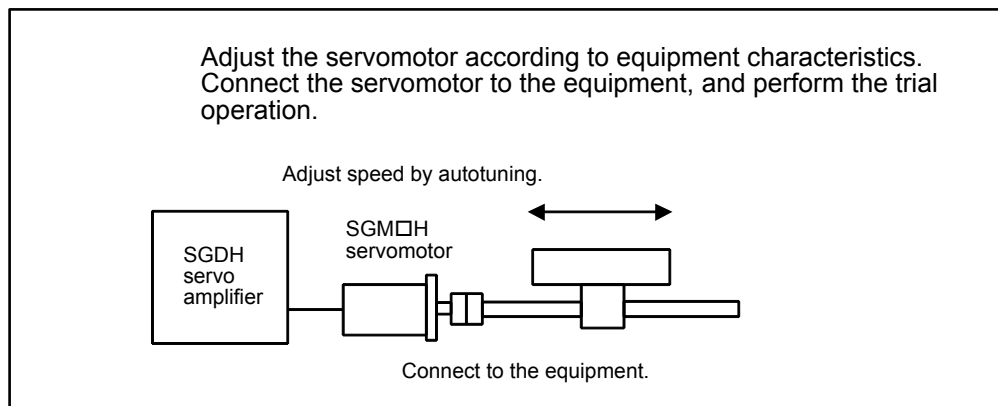 Adjust the servomotor according to equipment characteristics.
Connect the servomotor to the equipment, and perform the trial
operation.
Adjust speed by autotuning.
SGM□H
servomotor
SGDH
servo
amplifier
Connect to the equipment.